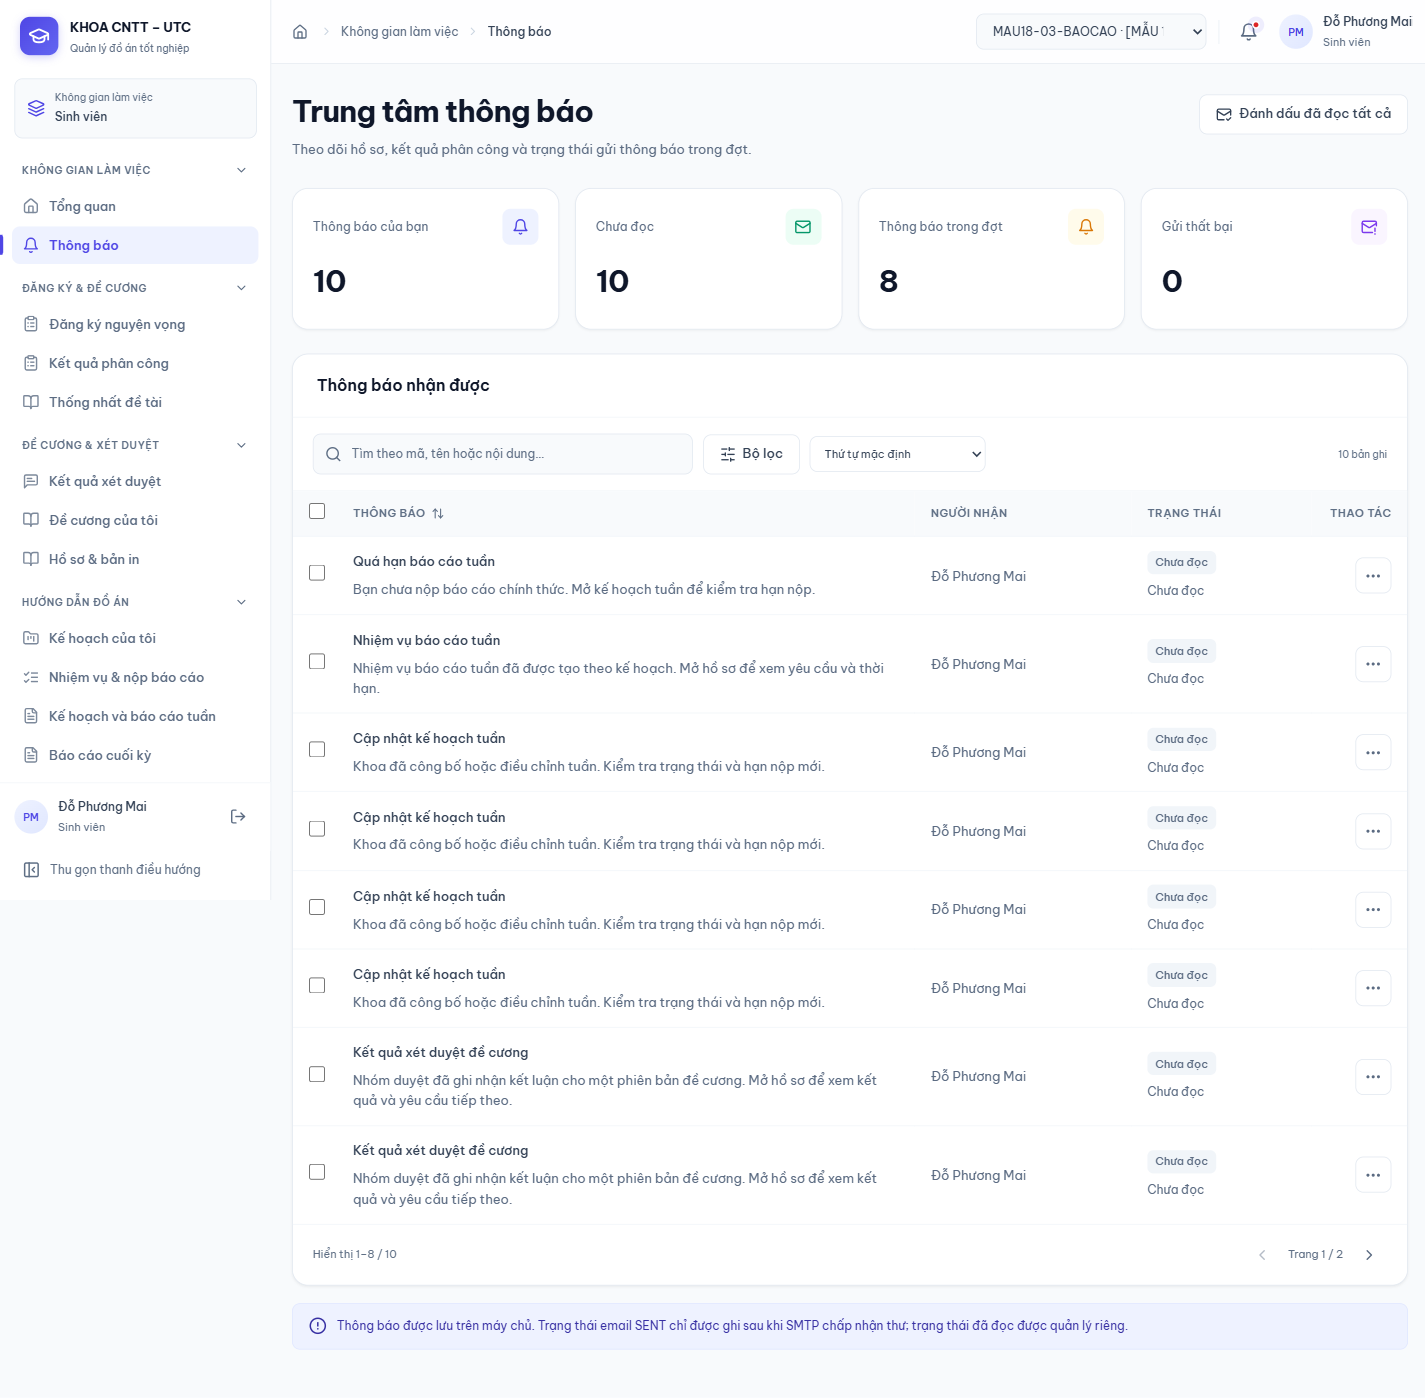 KHOA CNTT – UTC
Quản lý đồ án tốt nghiệp
Không gian làm việc
Sinh viên
KHÔNG GIAN LÀM VIỆC
Tổng quan
Thông báo
ĐĂNG KÝ & ĐỀ CƯƠNG
Đăng ký nguyện vọng
Kết quả phân công
Thống nhất đề tài
ĐỀ CƯƠNG & XÉT DUYỆT
Kết quả xét duyệt
Đề cương của tôi
Hồ sơ & bản in
HƯỚNG DẪN ĐỒ ÁN
Kế hoạch của tôi
Nhiệm vụ & nộp báo cáo
Kế hoạch và báo cáo tuần
Báo cáo cuối kỳ
PM
Đỗ Phương Mai
Sinh viên
Thu gọn thanh điều hướng
Không gian làm việc
Thông báo
MAU18-03-BAOCAO · [MẪU
PM
Đỗ Phương Mai
Sinh viên
Trung tâm thông báo
Theo dõi hồ sơ, kết quả phân công và trạng thái gửi thông báo trong đợt.
Đánh dấu đã đọc tất cả
Thông báo của bạn
10
Chưa đọc
10
Thông báo trong đợt
8
Gửi thất bại
0
Thông báo nhận được
Tìm theo mã, tên hoặc nội dung...
Bộ lọc
Thứ tự mặc định
10 bản ghi
THÔNG BÁO
NGƯỜI NHẬN
TRẠNG THÁI
THAO TÁC
Quá hạn báo cáo tuần
Bạn chưa nộp báo cáo chính thức. Mở kế hoạch tuần để kiểm tra hạn nộp.
Đỗ Phương Mai
Chưa đọc
Chưa đọc
Nhiệm vụ báo cáo tuần
Nhiệm vụ báo cáo tuần đã được tạo theo kế hoạch. Mở hồ sơ để xem yêu cầu và thời
hạn.
Đỗ Phương Mai
Chưa đọc
Chưa đọc
Cập nhật kế hoạch tuần
Khoa đã công bố hoặc điều chỉnh tuần. Kiểm tra trạng thái và hạn nộp mới.
Đỗ Phương Mai
Chưa đọc
Chưa đọc
Cập nhật kế hoạch tuần
Khoa đã công bố hoặc điều chỉnh tuần. Kiểm tra trạng thái và hạn nộp mới.
Đỗ Phương Mai
Chưa đọc
Chưa đọc
Cập nhật kế hoạch tuần
Khoa đã công bố hoặc điều chỉnh tuần. Kiểm tra trạng thái và hạn nộp mới.
Đỗ Phương Mai
Chưa đọc
Chưa đọc
Cập nhật kế hoạch tuần
Khoa đã công bố hoặc điều chỉnh tuần. Kiểm tra trạng thái và hạn nộp mới.
Đỗ Phương Mai
Chưa đọc
Chưa đọc
Kết quả xét duyệt đề cương
Nhóm duyệt đã ghi nhận kết luận cho một phiên bản đề cương. Mở hồ sơ để xem kết
quả và yêu cầu tiếp theo.
Đỗ Phương Mai
Chưa đọc
Chưa đọc
Kết quả xét duyệt đề cương
Nhóm duyệt đã ghi nhận kết luận cho một phiên bản đề cương. Mở hồ sơ để xem kết
quả và yêu cầu tiếp theo.
Đỗ Phương Mai
Chưa đọc
Chưa đọc
Hiển thị 1–8 / 10
Trang 1 / 2
Thông báo được lưu trên máy chủ. Trạng thái email SENT chỉ được ghi sau khi SMTP chấp nhận thư; trạng thái đã đọc được quản lý riêng.